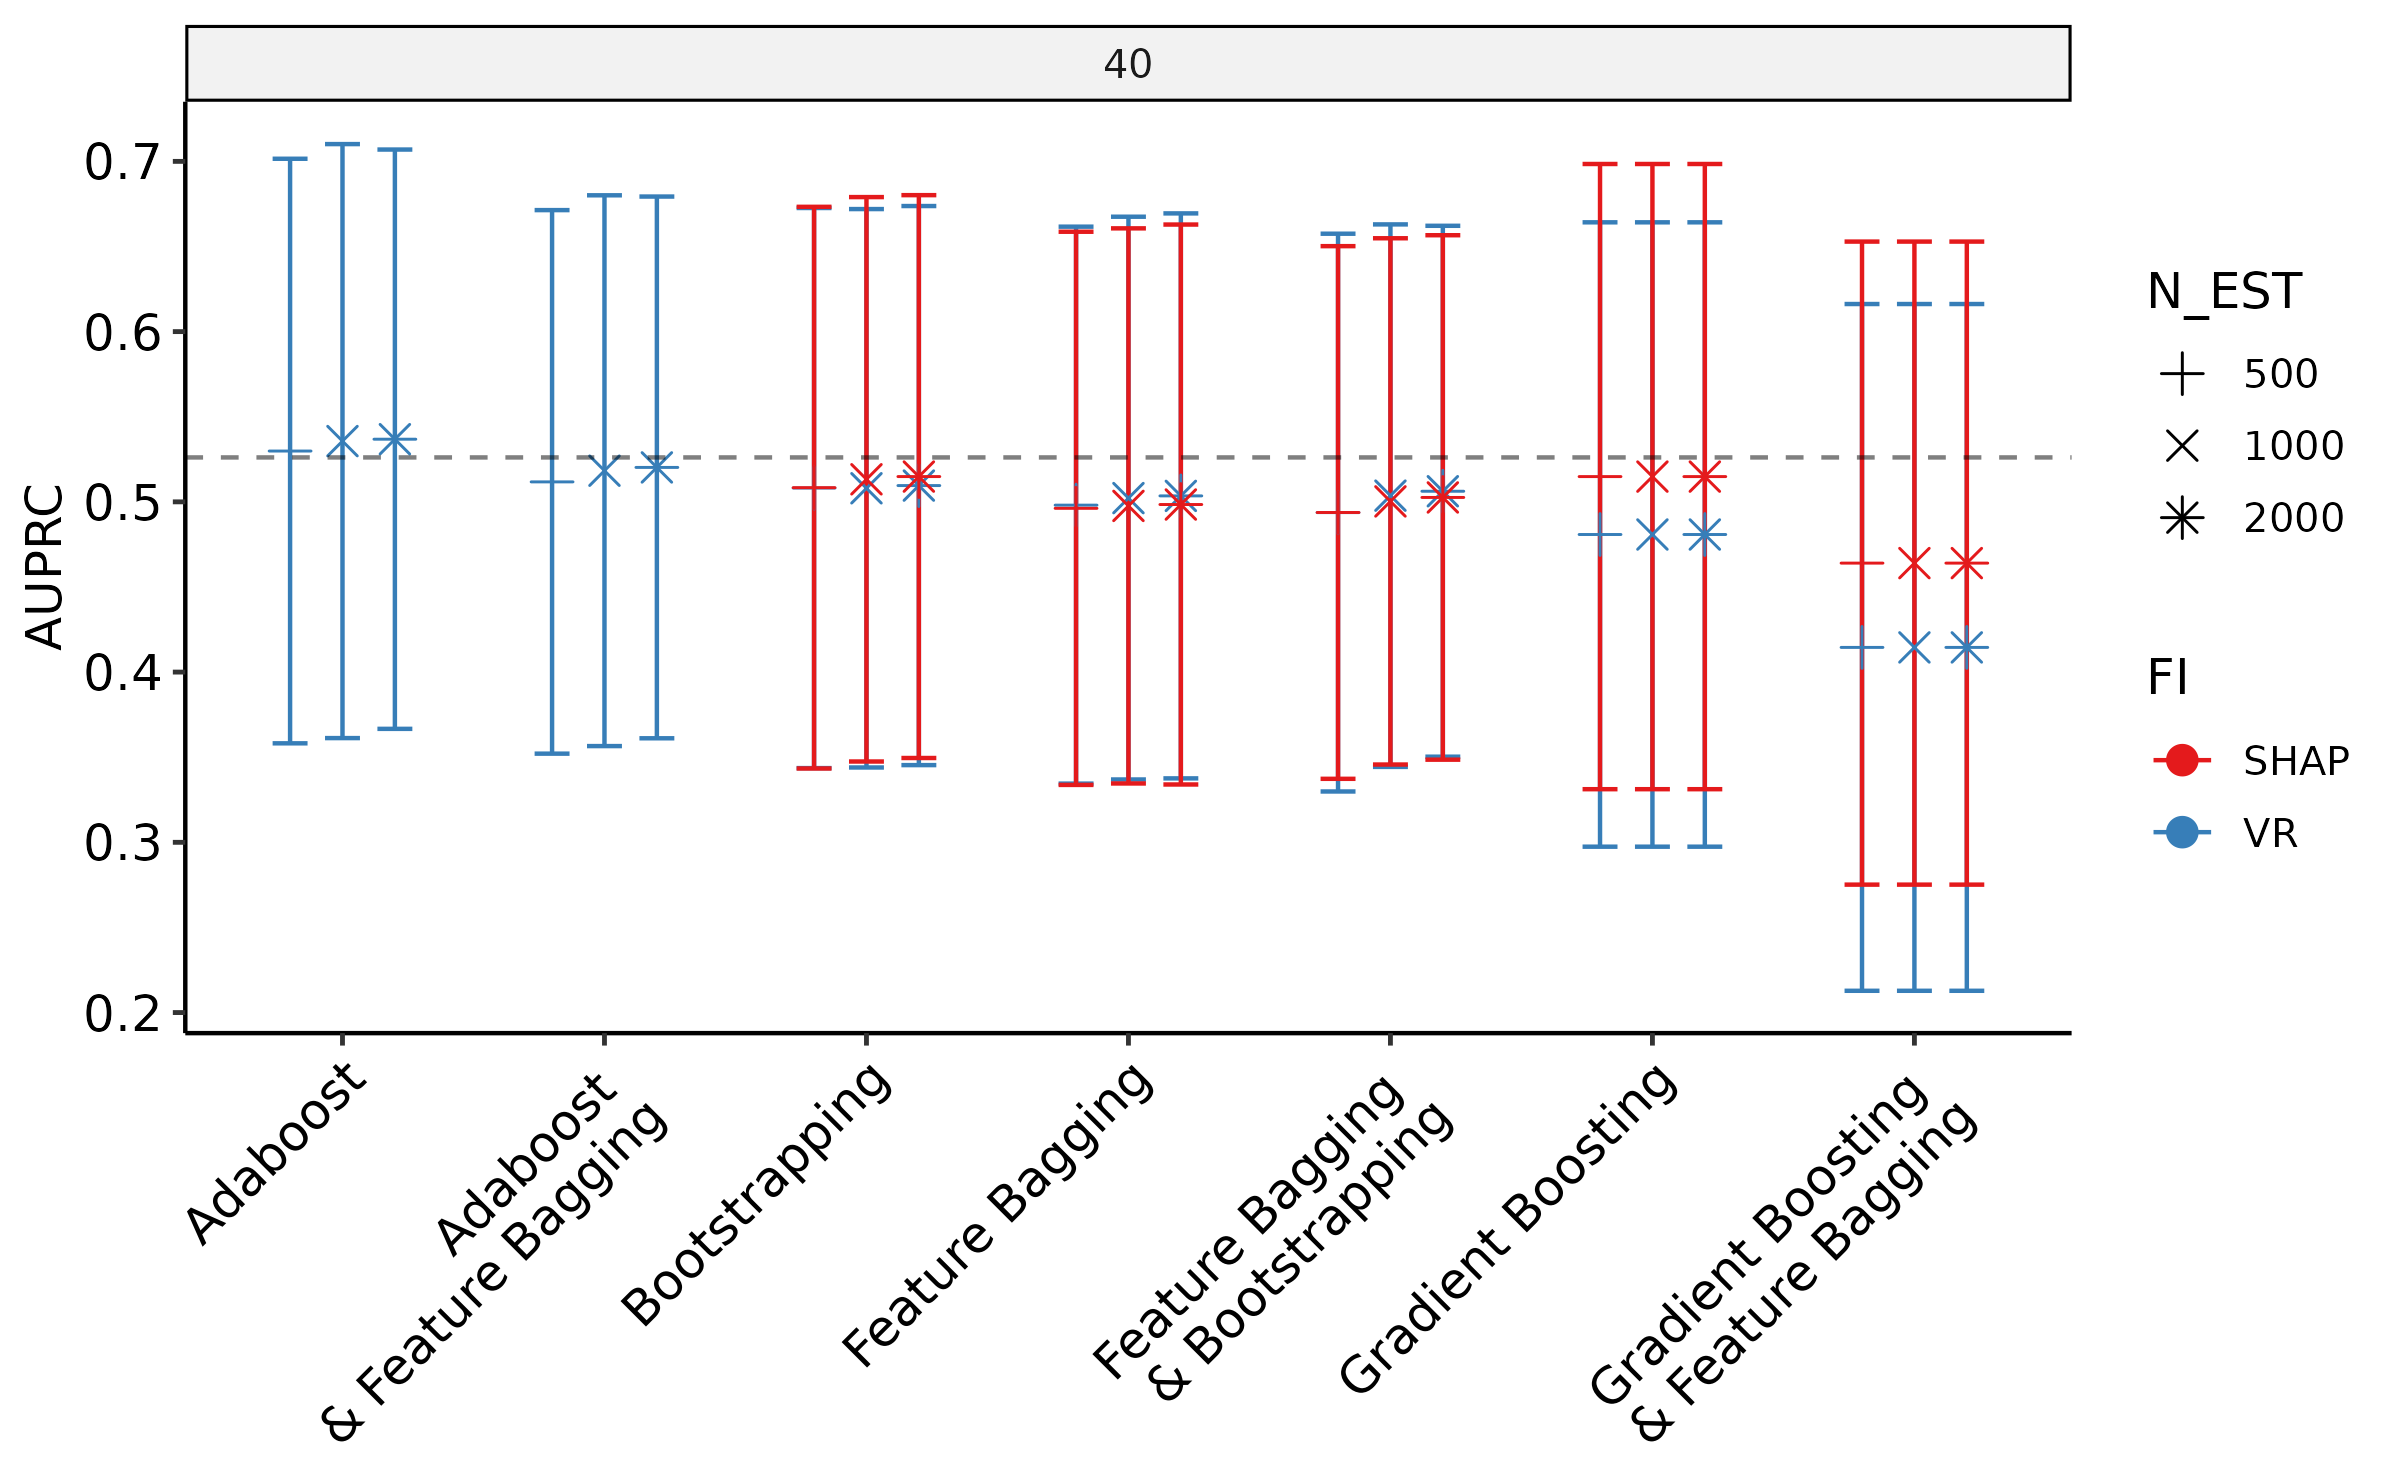 40
AUPRC
0.7
0.6
0.5
0.4
0.3
0.2
Adaboost
Adaboost
& Feature Bagging
Bootstrapping
Feature Bagging
Feature Bagging
& Bootstrapping
Gradient Boosting
Gradient Boosting
& Feature Bagging
N_EST
500
1000
2000
FI
SHAP
VR